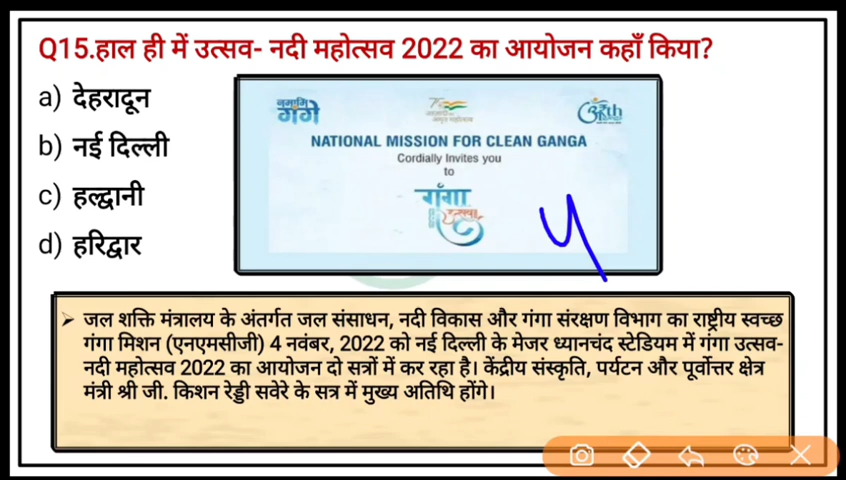 Q15.हाल ही में उत्सव- नदी महोत्सव 2022 का आयोजन कहाँ किया?
a) देहरादून
b) नई दिल्ली
c) हल्द्वानी
d) हरिद्वार
नमामि
गंगे
NATIONAL MISSION FOR CLEAN GANGA
Cordially Invites you
to
गंगा
उत्सव
जल शक्ति मंत्रालय के अंतर्गत जल संसाधन, नदी विकास और गंगा संरक्षण विभाग का राष्ट्रीय स्वच्छ
गंगा मिशन (एनएमसीजी) 4 नवंबर, 2022 को नई दिल्ली के मेजर ध्यानचंद स्टेडियम में गंगा उत्सव-
नदी महोत्सव 2022 का आयोजन दो सत्रों में कर रहा है। केंद्रीय संस्कृति, पर्यटन और पूर्वोत्तर क्षेत्र
मंत्री श्री जी. किशन रेड्डी सवेरे के सत्र में मुख्य अतिथि होंगे।